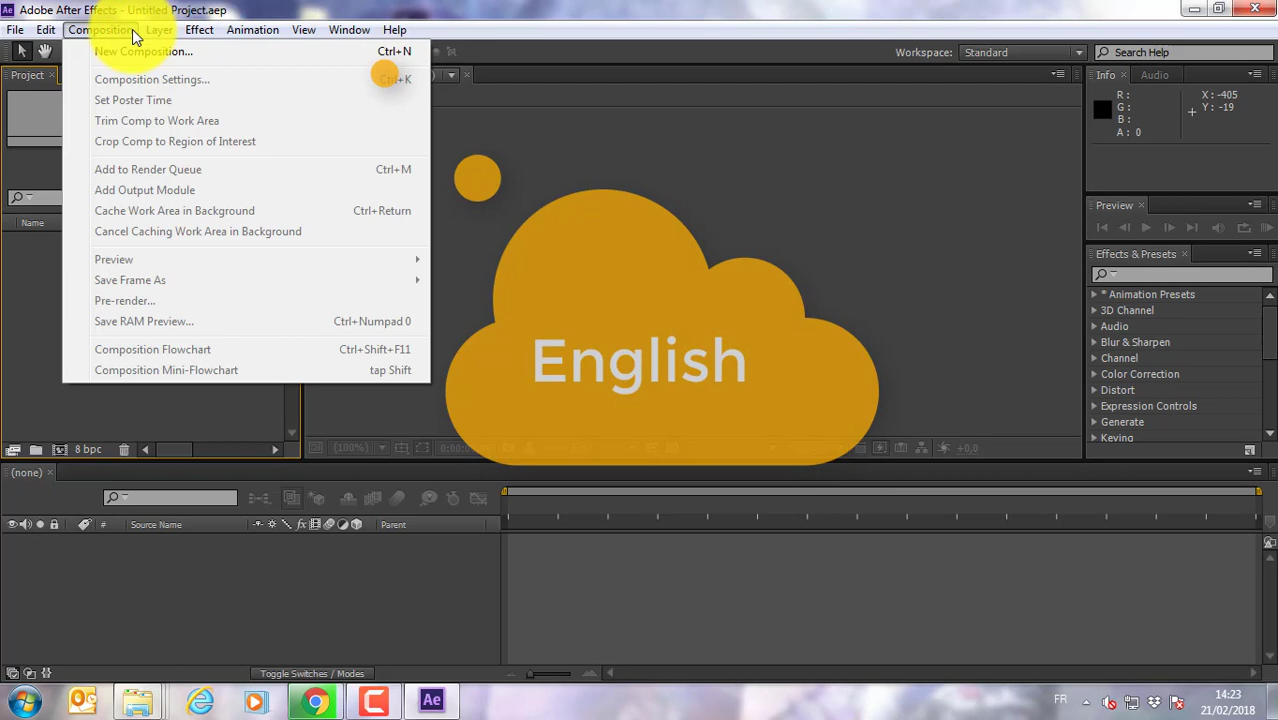 Adobe After Effects - Untitled Project.aep
File Edit Composition Layer Effect Animation View Window Help
New Composition... Ctrl+N
Composition Settings... Ctrl+K
Set Poster Time
Trim Comp to Work Area
Crop Comp to Region of Interest
Add to Render Queue Ctrl+M
Add Output Module
Cache Work Area in Background Ctrl+Return
Cancel Caching Work Area in Background
Preview
Save Frame As
Pre-render...
Save RAM Preview... Ctrl+Numpad 0
Composition Flowchart Ctrl+Shift+F11
Composition Mini-Flowchart tap Shift
Workspace: Standard
Search Help
Project
Name
8 bpc
English
(100%)
+0,0
Info Audio
R : X : -405
G : Y : -19
B :
A : 0
Preview
Effects & Presets
* Animation Presets
3D Channel
Audio
Blur & Sharpen
Channel
Color Correction
Distort
Expression Controls
Generate
Keying
(none)
# Source Name
Parent
Toggle Switches / Modes
FR
14:23
21/02/2018